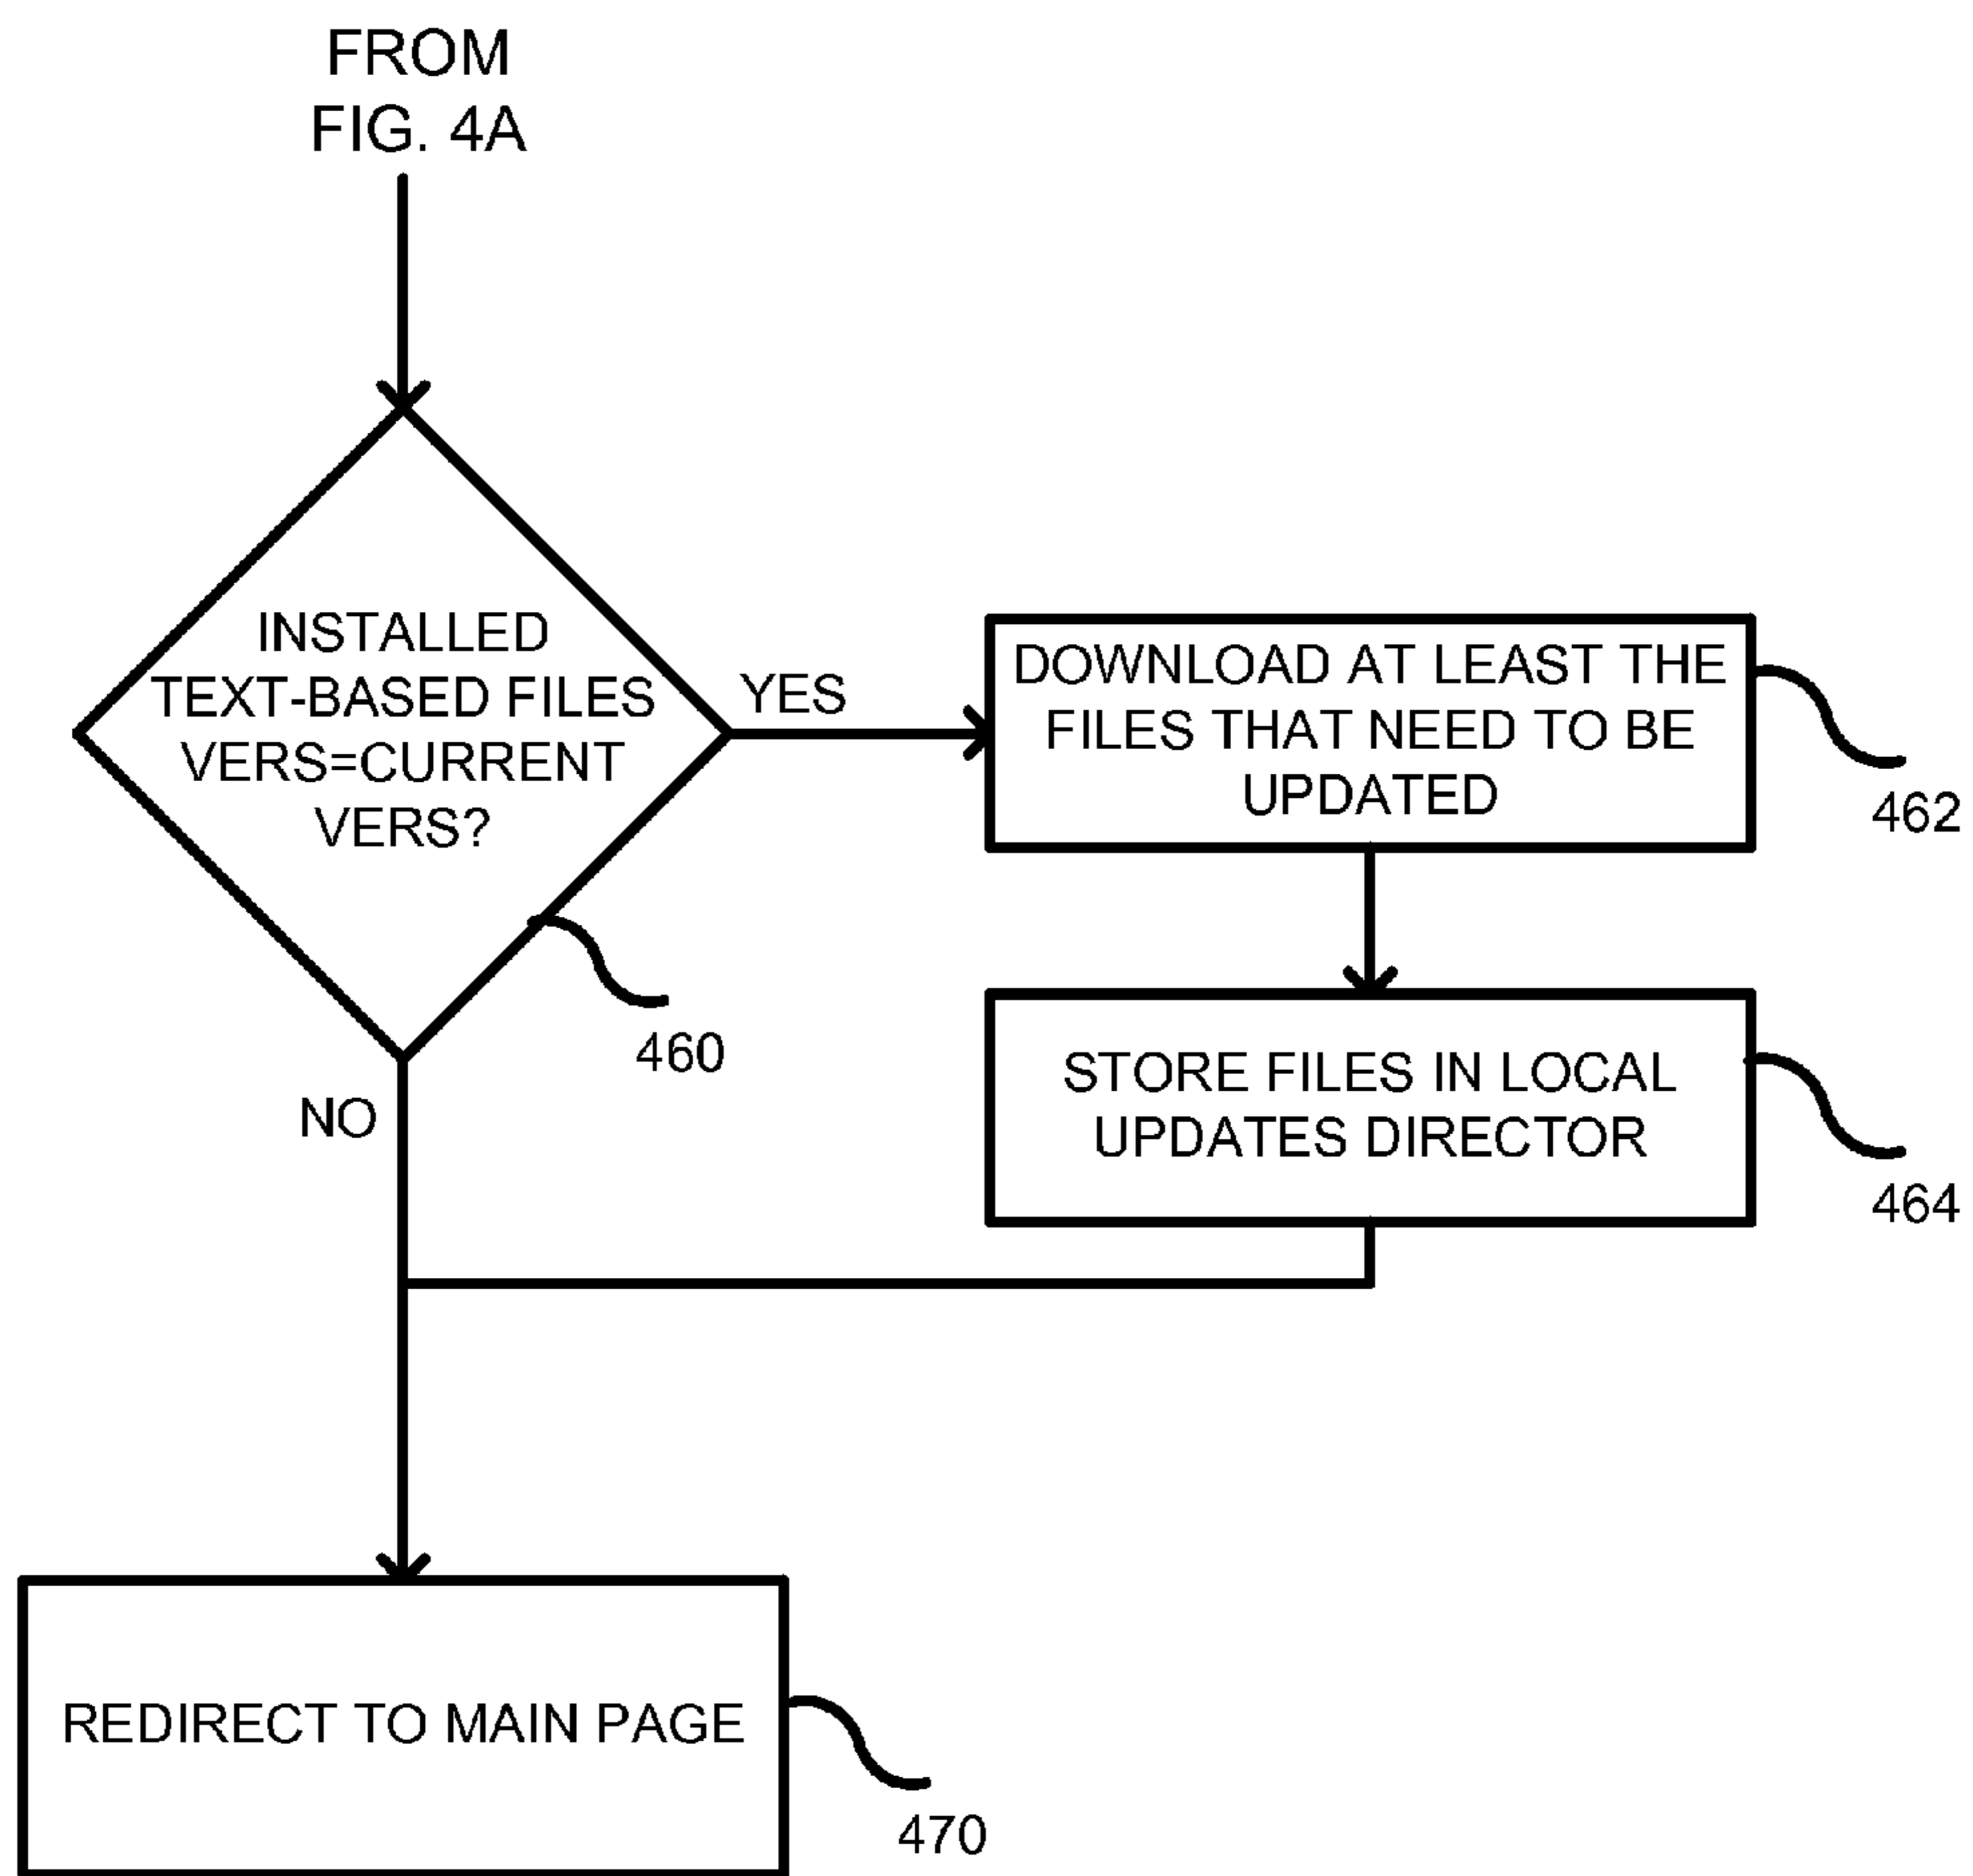 FROM
FIG. 4A
INSTALLED
TEXT-BASED FILES
VERS=CURRENT
VERS?
YES
DOWNLOAD AT LEAST THE
FILES THAT NEED TO BE
UPDATED
462
460
NO
STORE FILES IN LOCAL
UPDATES DIRECTOR
464
REDIRECT TO MAIN PAGE
470